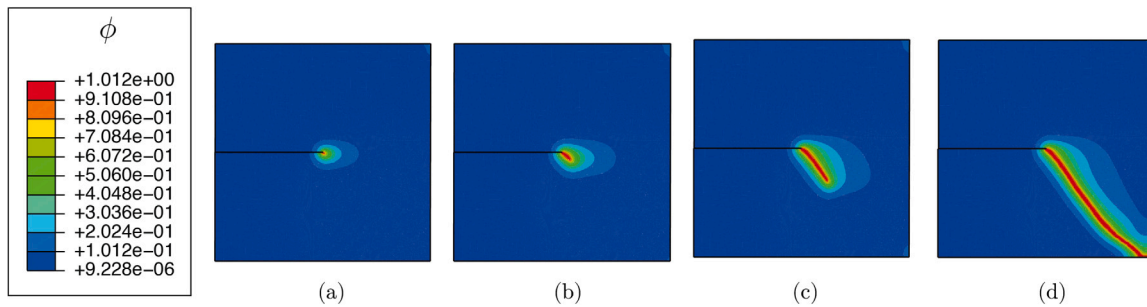 ϕ
+1.012e+00
+9.108e−01
+8.096e−01
+7.084e−01
+6.072e−01
+5.060e−01
+4.048e−01
+3.036e−01
+2.024e−01
+1.012e−01
+9.228e−06
(a) (b) (c) (d)